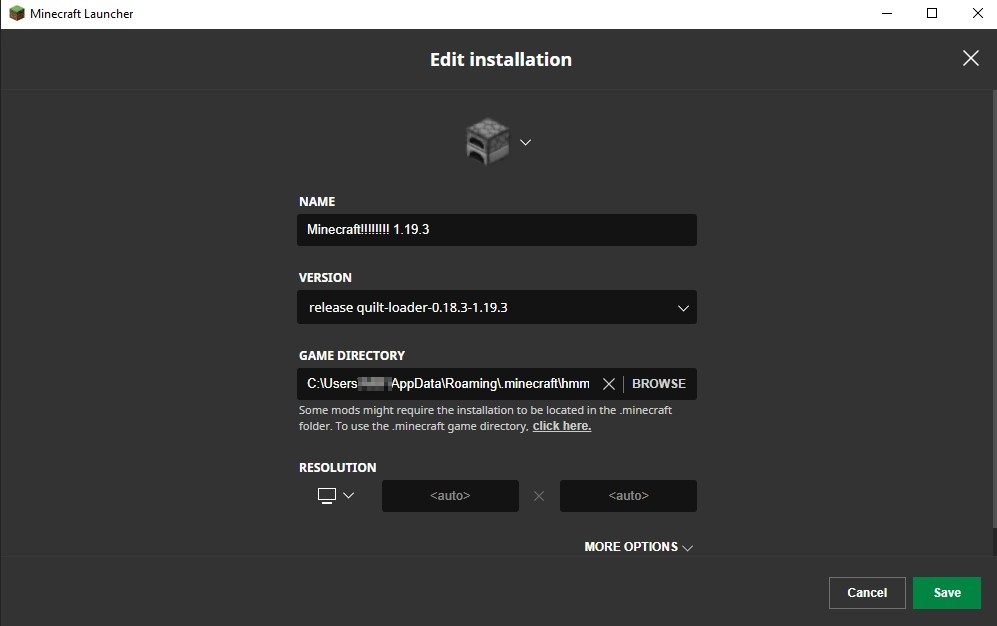 Minecraft Launcher
Edit installation
NAME
Minecraft!!!!!!!! 1.19.3
VERSION
release quilt-loader-0.18.3-1.19.3
GAME DIRECTORY
C:\Users AppData\Roaming\.minecraft\hmm
BROWSE
Some mods might require the installation to be located in the .minecraft
folder. To use the .minecraft game directory, click here.
RESOLUTION
<auto>
<auto>
MORE OPTIONS
Cancel
Save